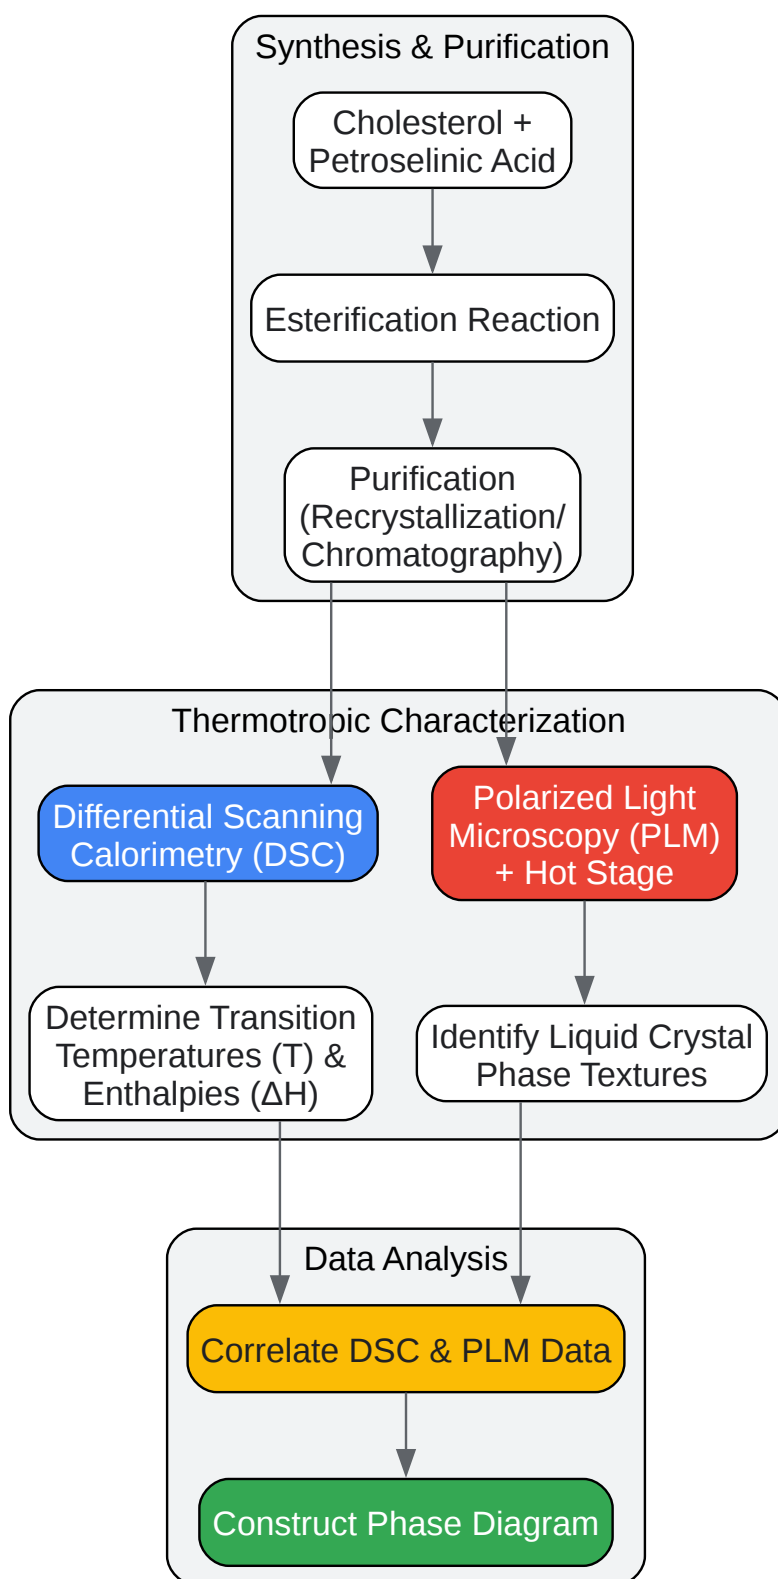 Synthesis & Purification
Cholesterol +
Petroselinic Acid
Esterification Reaction
Purification
(Recrystallization/
Chromatography)
Thermotropic Characterization
Differential Scanning
Calorimetry (DSC)
Polarized Light
Microscopy (PLM)
+ Hot Stage
Determine Transition
Temperatures (T) &
Enthalpies (ΔH)
Identify Liquid Crystal
Phase Textures
Data Analysis
Correlate DSC & PLM Data
Construct Phase Diagram